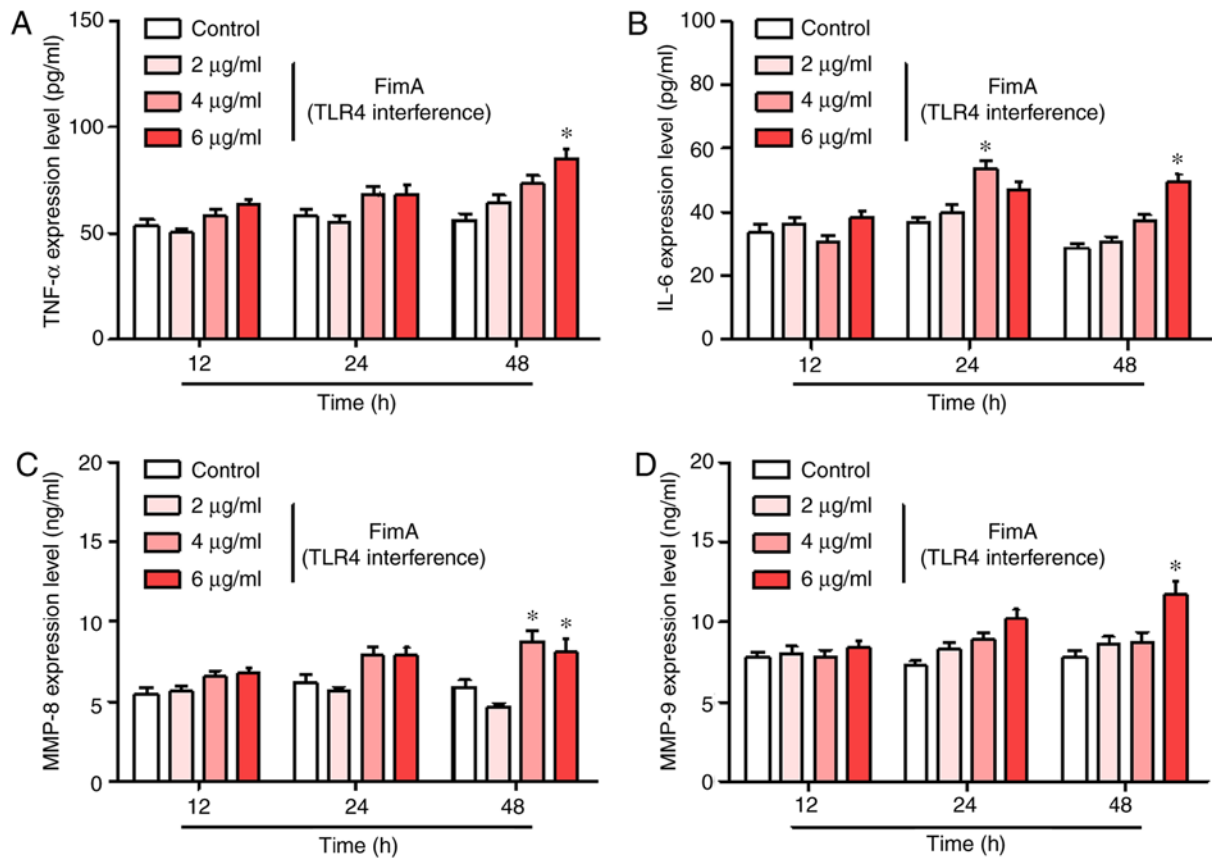 A
TNF-α expression level (pg/ml)
150
100
50
0
Control
2 μg/ml
4 μg/ml
6 μg/ml
FimA
(TLR4 interference)
*
12 24 48
Time (h)
B
IL-6 expression level (pg/ml)
100
80
60
40
20
0
Control
2 μg/ml
4 μg/ml
6 μg/ml
FimA
(TLR4 interference)
* *
12 24 48
Time (h)
C
MMP-8 expression level (ng/ml)
20
15
10
5
0
Control
2 μg/ml
4 μg/ml
6 μg/ml
FimA
(TLR4 interference)
* *
12 24 48
Time (h)
D
MMP-9 expression level (ng/ml)
20
15
10
5
0
Control
2 μg/ml
4 μg/ml
6 μg/ml
FimA
(TLR4 interference)
*
12 24 48
Time (h)